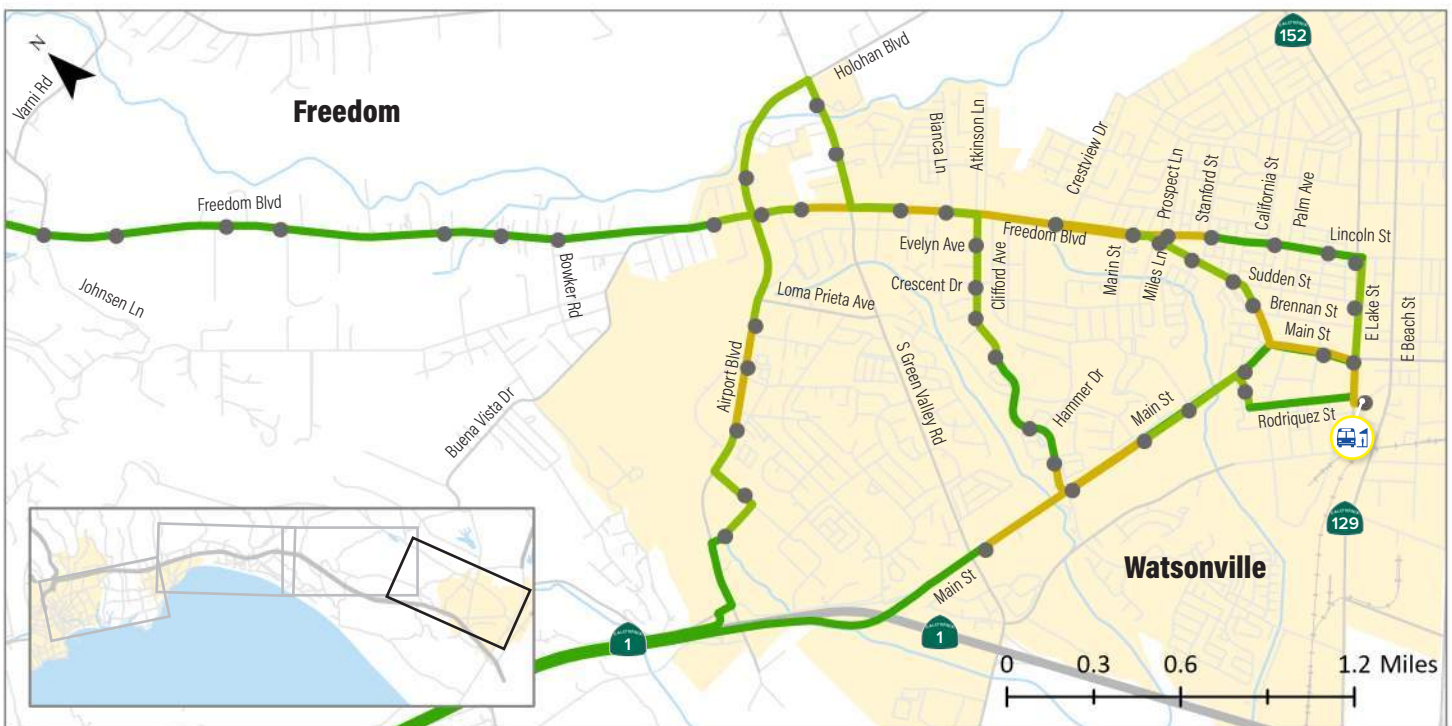 152
N
Varni Rd
Freedom
Holohan Blvd
Bianca Ln
Atkinson Ln
Crestview Dr
Prospect Ln
Stanford St
California St
Palm Ave
Freedom Blvd
Lincoln St
Freedom Blvd
Evelyn Ave
Marin St
Miles Ln
Clifford Ave
Sudden St
Bowker Rd
Johnsen Ln
Crescent Dr
Loma Prieta Ave
Brennan St
E Lake St
E Beach St
Main St
Airport Blvd
S Green Valley Rd
Hammer Dr
Buena Vista Dr
Main St
Rodriquez St
129
Watsonville
Main St
CALIFORNIA
1
CALIFORNIA
1
0 0.3 0.6 1.2 Miles